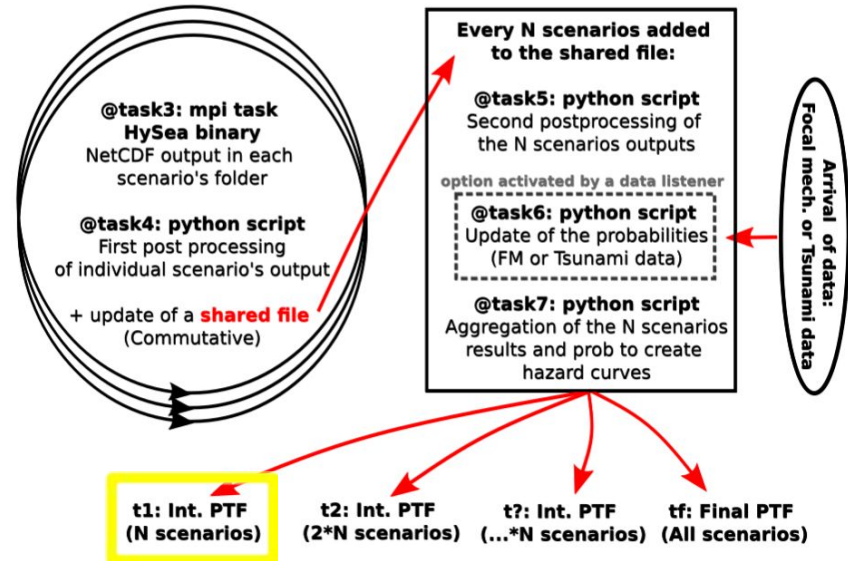 @task3: mpi task
HySea binary
NetCDF output in each
scenario's folder
@task4: python script
First post processing
of individual scenario's output
+ update of a shared file
(Commutative)
Every N scenarios added
to the shared file:
@task5: python script
Second postprocessing of
the N scenarios outputs
option activated by a data listener
@task6: python script
Update of the probabilities
(FM or Tsunami data)
@task7: python script
Aggregation of the N scenarios
results and prob to create
hazard curves
Arrival of data:
Focal mech. or Tsunami data
t1: Int. PTF
(N scenarios)
t2: Int. PTF
(2*N scenarios)
t?: Int. PTF
(...*N scenarios)
tf: Final PTF
(All scenarios)